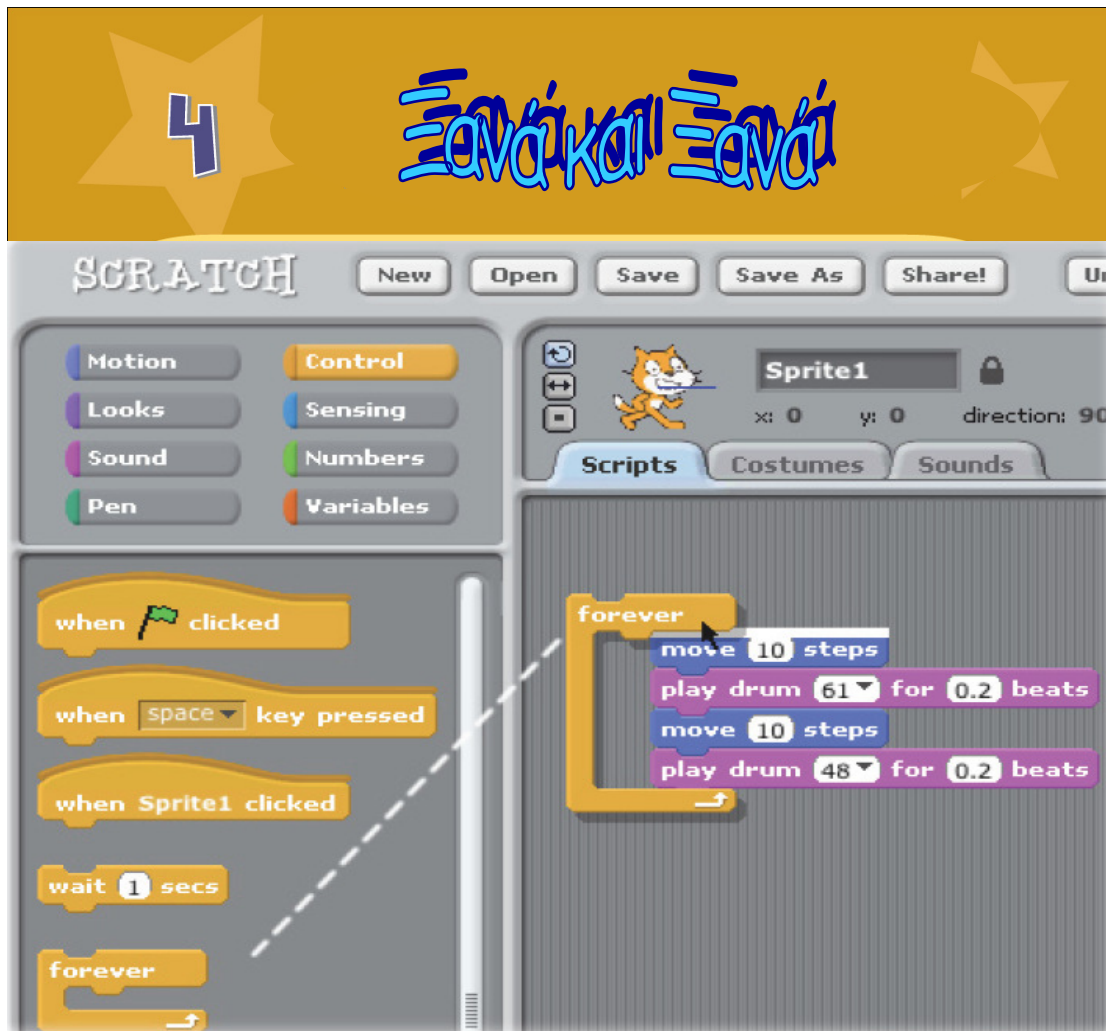 4
Ξανά και Ξανά
SCRATCH
New Open Save Save As Share!
Motion Control
Looks Sensing
Sound Numbers
Pen Variables
Sprite1
x: 0 y: 0 direction: 90
Scripts Costumes Sounds
when clicked
when space key pressed
when Sprite1 clicked
wait 1 secs
forever
forever
move 10 steps
play drum 61 for 0.2 beats
move 10 steps
play drum 48 for 0.2 beats